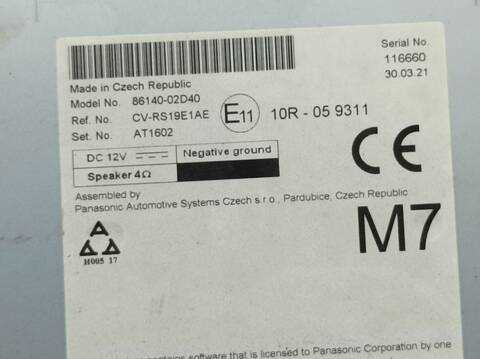 Serial No.
116660
30.03.21
Made in Czech Republic
Model No. 86140-02D40
Ref. No. CV-RS19E1AE
Set. No. AT1602
E11 10R - 05 9311
DC 12V Negative ground
Speaker 4Ω
CE
Assembled by
Panasonic Automotive Systems Czech s.r.o., Pardubice, Czech Republic
M7
A
A A
H005 17
contains software that is licensed to Panasonic Corporation by one